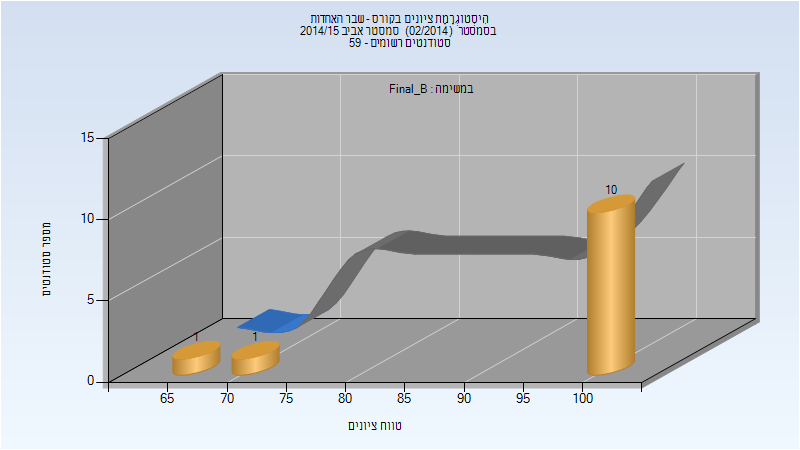 היסטוגרמת ציונים בקורס - שבר האחדות
בסמסטר (02/2014) סמסטר אביב 2014/15
סטודנטים רשומים - 59
במשימה : Final_B
15
10
5
0
מספר סטודנטים
1
1
10
65 70 75 80 85 90 95 100
טווח ציונים